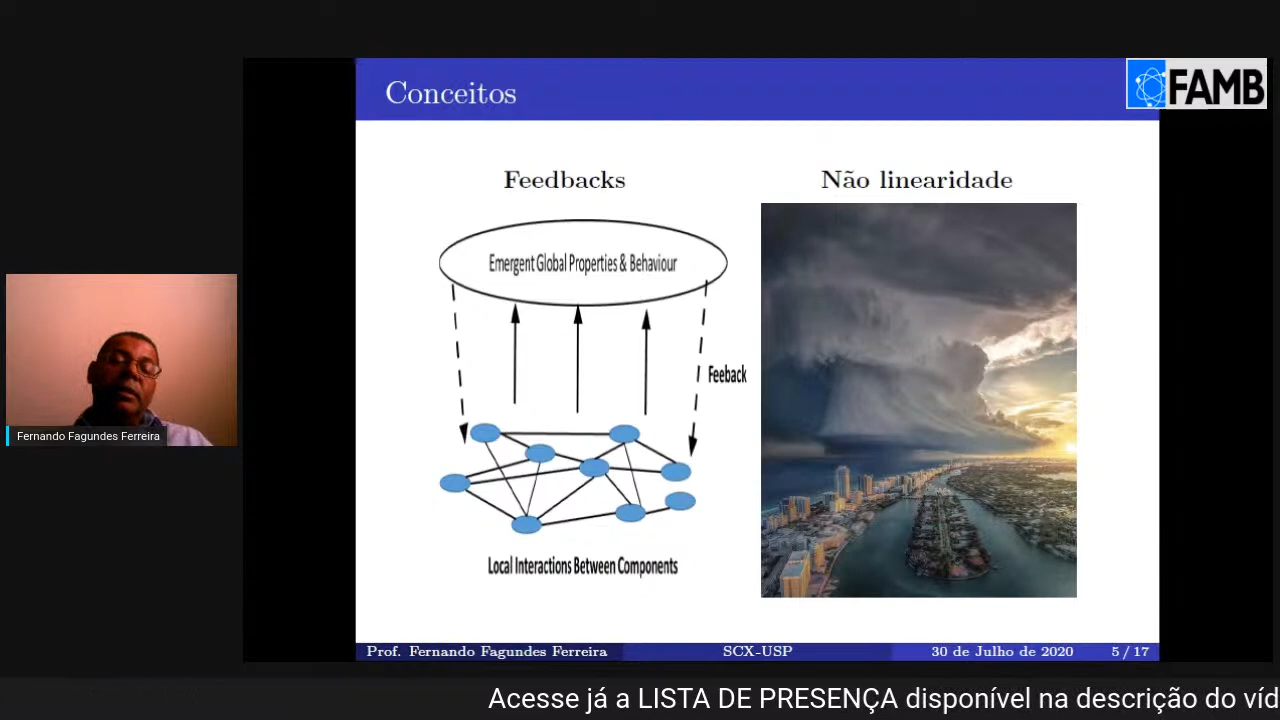 Conceitos
FAMB
Feedbacks
Não linearidade
Emergent Global Properties & Behaviour
Feeback
Local Interactions Between Components
Fernando Fagundes Ferreira
Prof. Fernando Fagundes Ferreira
SCX-USP
30 de Julho de 2020
5 / 17
Acesse já a LISTA DE PRESENÇA disponível na descrição do víd